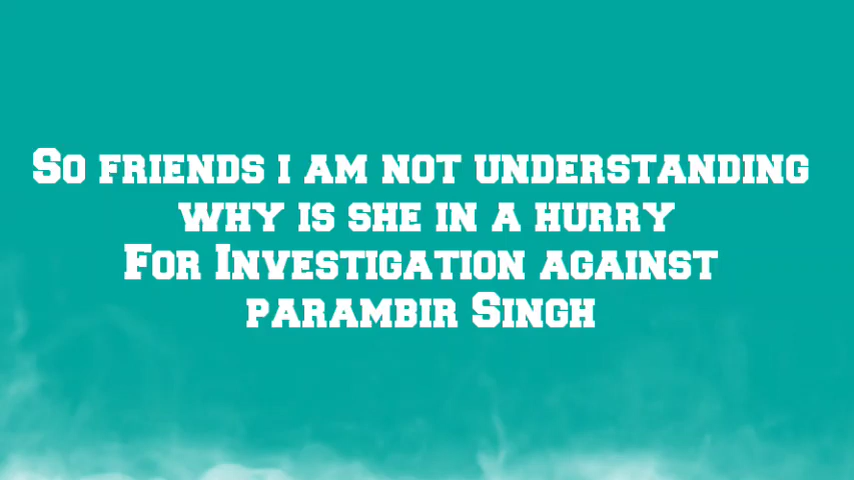 So friends i am not understanding
why is she in a hurry
For Investigation against
parambir Singh